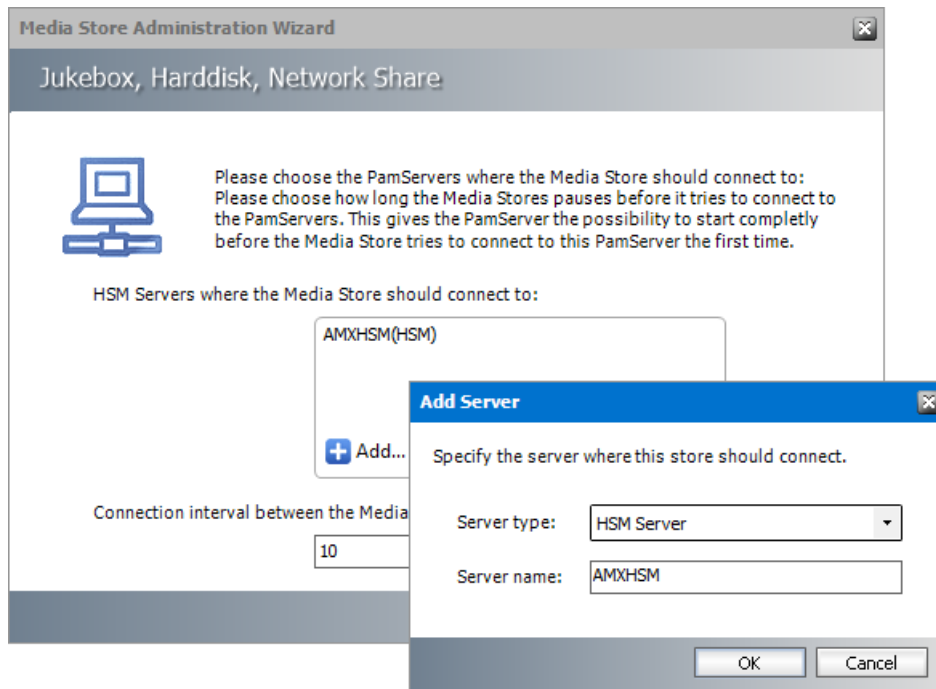 Media Store Administration Wizard
Jukebox, Harddisk, Network Share
Please choose the PamServers where the Media Store should connect to:
Please choose how long the Media Stores pauses before it tries to connect to
the PamServers. This gives the PamServer the possibility to start completly
before the Media Store tries to connect to this PamServer the first time.
HSM Servers where the Media Store should connect to:
AMXHSM(HSM)
Add...
Connection interval between the Media
10
Add Server
Specify the server where this store should connect.
Server type:
HSM Server
Server name:
AMXHSM
OK
Cancel